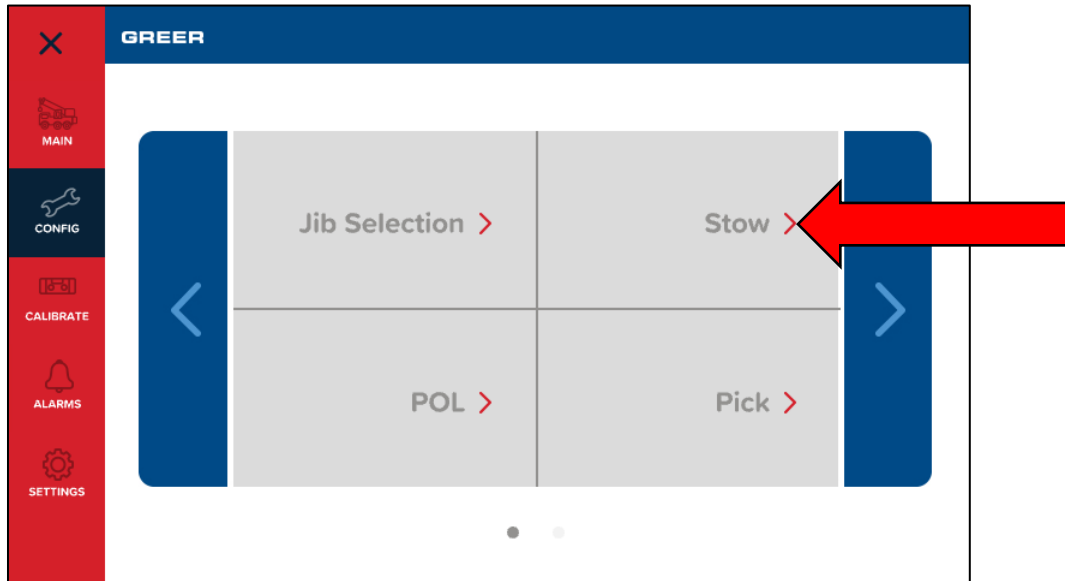 GREER
MAIN
CONFIG
CALIBRATE
ALARMS
SETTINGS
Jib Selection
Stow
POL
Pick